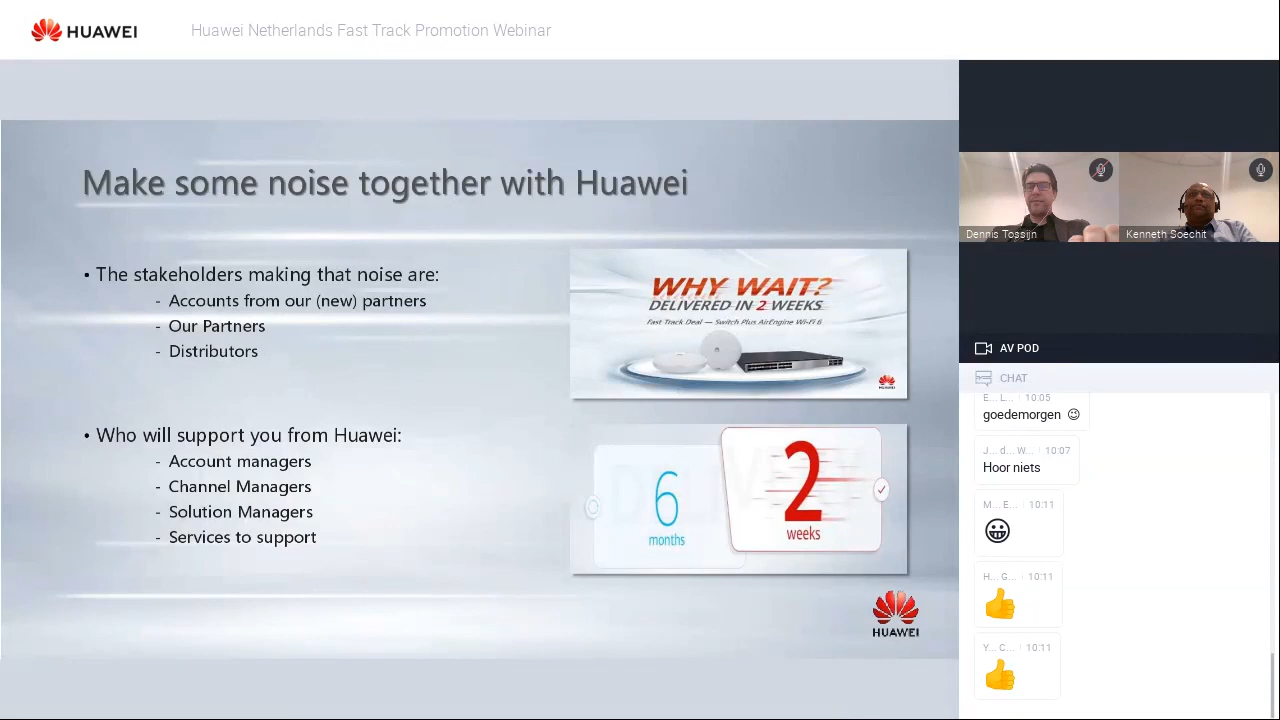 HUAWEI
Huawei Netherlands Fast Track Promotion Webinar
Make some noise together with Huawei
• The stakeholders making that noise are:
- Accounts from our (new) partners
- Our Partners
- Distributors
• Who will support you from Huawei:
- Account managers
- Channel Managers
- Solution Managers
- Services to support
WHY WAIT?
DELIVERED IN 2 WEEKS
Fast Track Deal — Switch Plus AirEngine Wi-Fi 6
HUAWEI
6
months
2
weeks
HUAWEI
Dennis Tossijn
Kenneth Soechit
AV POD
CHAT
E... L... 10:05
goedemorgen 😉
J... d... W... 10:07
Hoor niets
M... E... 10:11
😀
H... G... 10:11
👍
Y... C... 10:11
👍